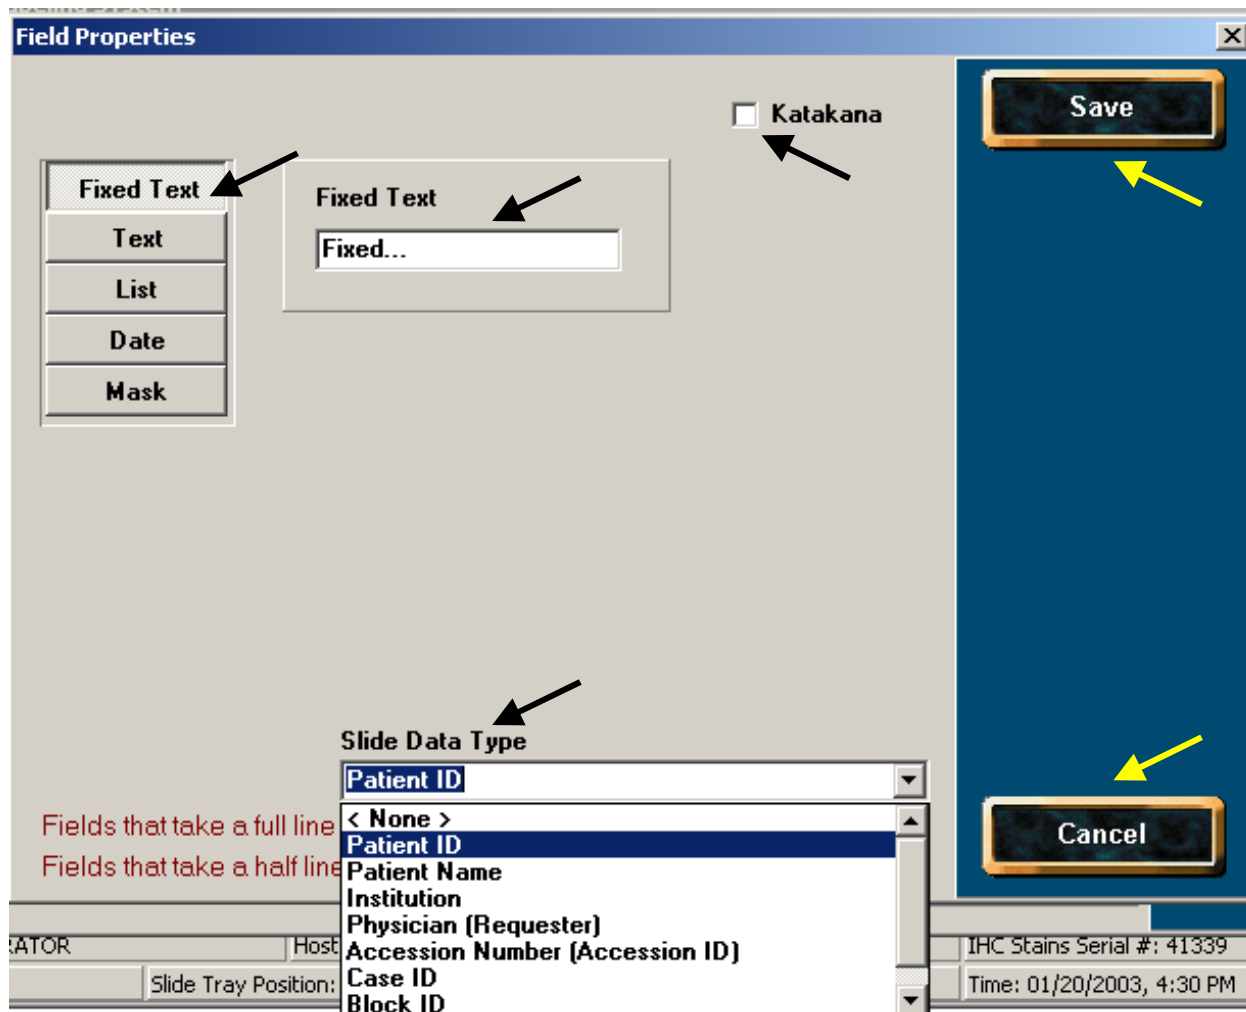 Field Properties
Katakana
Save
Fixed Text
Text
List
Date
Mask
Fixed Text
Fixed...
Slide Data Type
Patient ID
< None >
Patient ID
Patient Name
Institution
Physician (Requester)
Accession Number (Accession ID)
Case ID
Block ID
Fields that take a full line
Fields that take a half line
Cancel
RATOR
Host
IHC Stains Serial #: 41339
Slide Tray Position:
Time: 01/20/2003, 4:30 PM